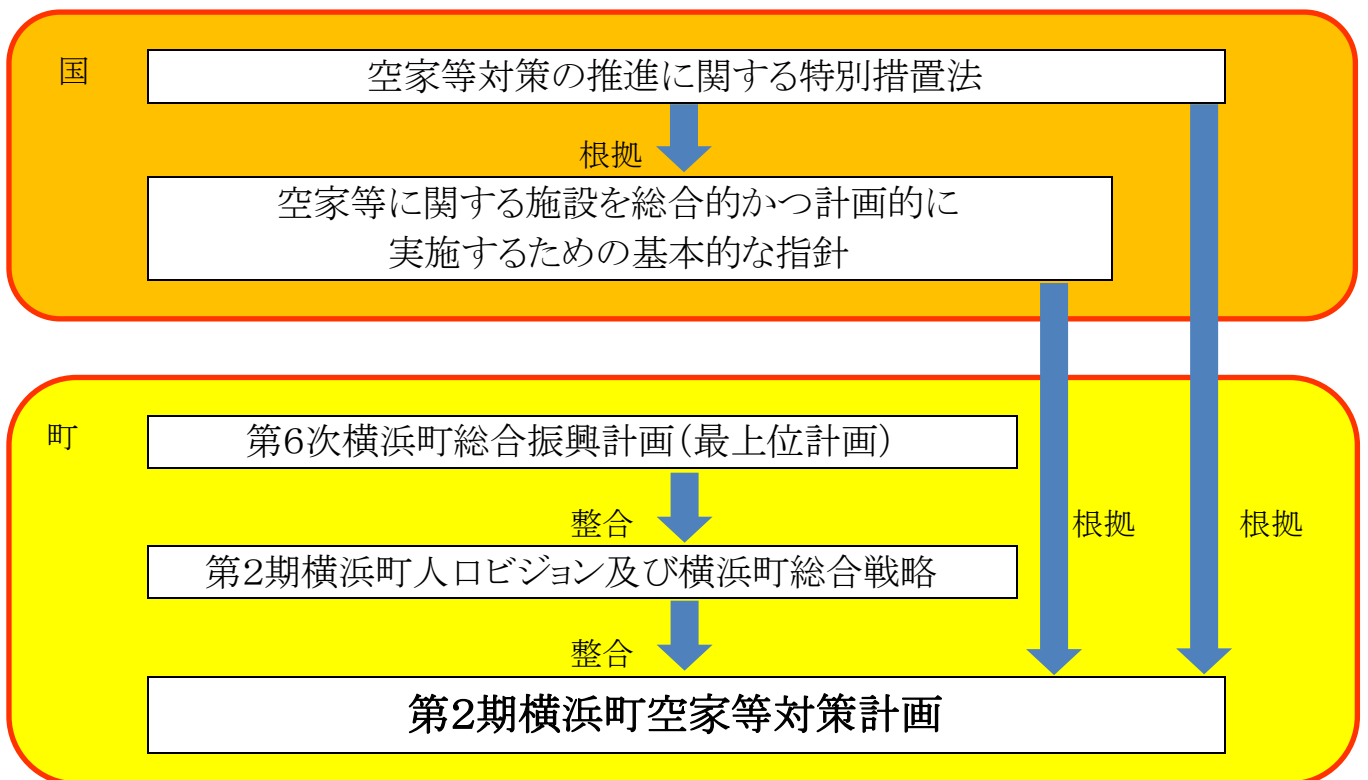 国
空家等対策の推進に関する特別措置法
根拠
空家等に関する施設を総合的かつ計画的に
実施するための基本的な指針
町
第6次横浜町総合振興計画(最上位計画)
整合
根拠
根拠
第2期横浜町人口ビジョン及び横浜町総合戦略
整合
第2期横浜町空家等対策計画